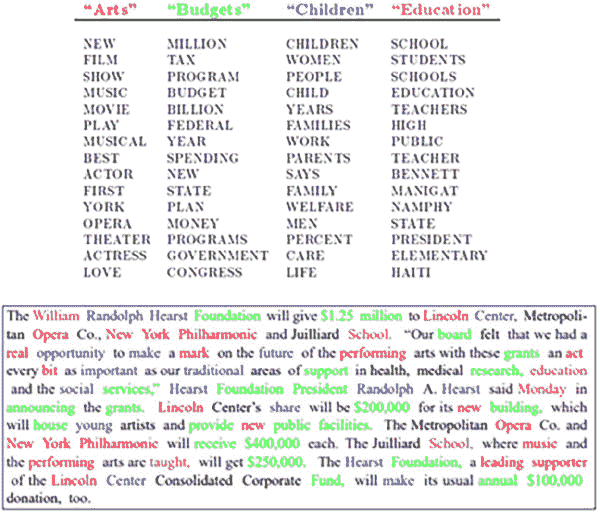 “Arts” “Budgets” “Children” “Education”
NEW MILLION CHILDREN SCHOOL
FILM TAX WOMEN STUDENTS
SHOW PROGRAM PEOPLE SCHOOLS
MUSIC BUDGET CHILD EDUCATION
MOVIE BILLION YEARS TEACHERS
PLAY FEDERAL FAMILIES HIGH
MUSICAL YEAR WORK PUBLIC
BEST SPENDING PARENTS TEACHER
ACTOR NEW SAYS BENNETT
FIRST STATE FAMILY MANIGAT
YORK PLAN WELFARE NAMPHY
OPERA MONEY MEN STATE
THEATER PROGRAMS PERCENT PRESIDENT
ACTRESS GOVERNMENT CARE ELEMENTARY
LOVE CONGRESS LIFE HAITI
The William Randolph Hearst Foundation will give $1.25 million to Lincoln Center, Metropoli-
tan Opera Co., New York Philharmonic and Juilliard School. “Our board felt that we had a
real opportunity to make a mark on the future of the performing arts with these grants an act
every bit as important as our traditional areas of support in health, medical research, education
and the social services,” Hearst Foundation President Randolph A. Hearst said Monday in
announcing the grants. Lincoln Center’s share will be $200,000 for its new building, which
will house young artists and provide new public facilities. The Metropolitan Opera Co. and
New York Philharmonic will receive $400,000 each. The Juilliard School, where music and
the performing arts are taught, will get $250,000. The Hearst Foundation, a leading supporter
of the Lincoln Center Consolidated Corporate Fund, will make its usual annual $100,000
donation, too.